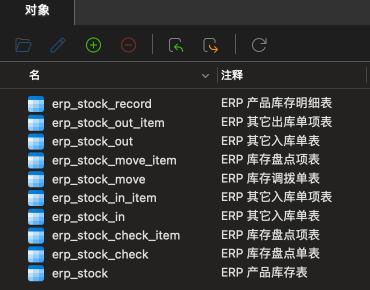 对象
名 注释
erp_stock_record ERP 产品库存明细表
erp_stock_out_item ERP 其它出库单项表
erp_stock_out ERP 其它入库单表
erp_stock_move_item ERP 库存盘点项表
erp_stock_move ERP 库存调拨单表
erp_stock_in_item ERP 其它入库单项表
erp_stock_in ERP 其它入库单表
erp_stock_check_item ERP 库存盘点项表
erp_stock_check ERP 库存盘点单表
erp_stock ERP 产品库存表